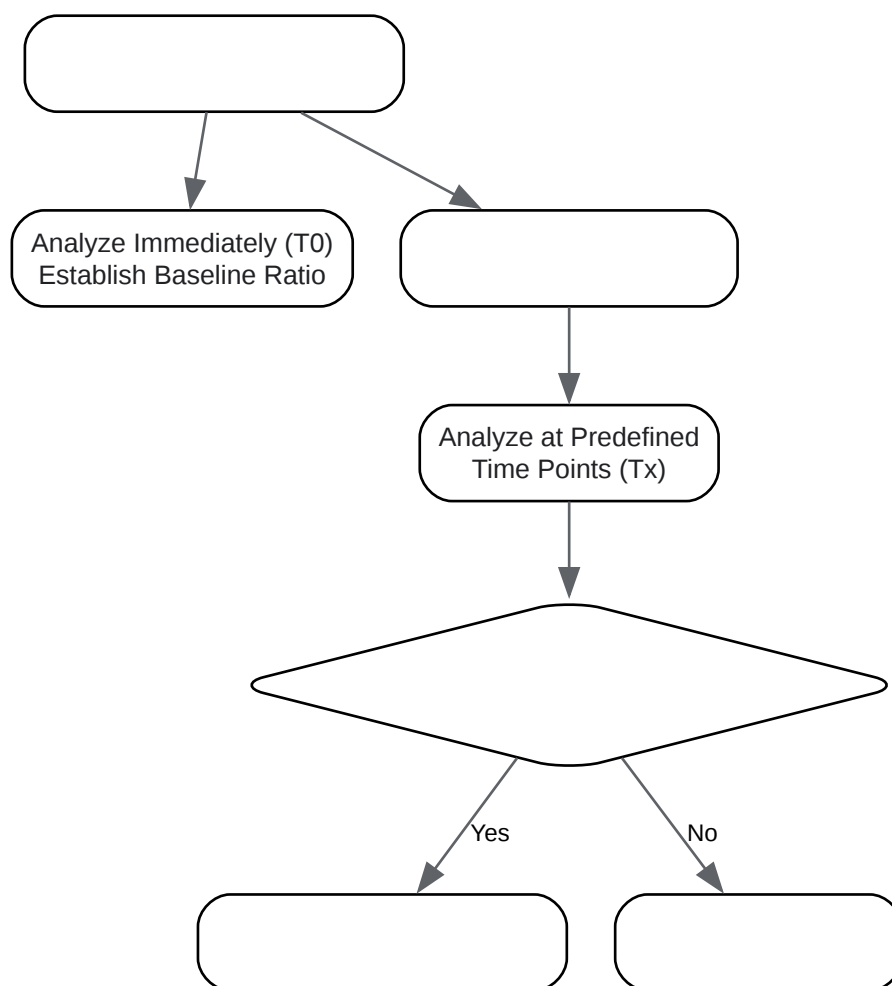 Analyze Immediately (T0)
Establish Baseline Ratio
Analyze at Predefined
Time Points (Tx)
Yes
No